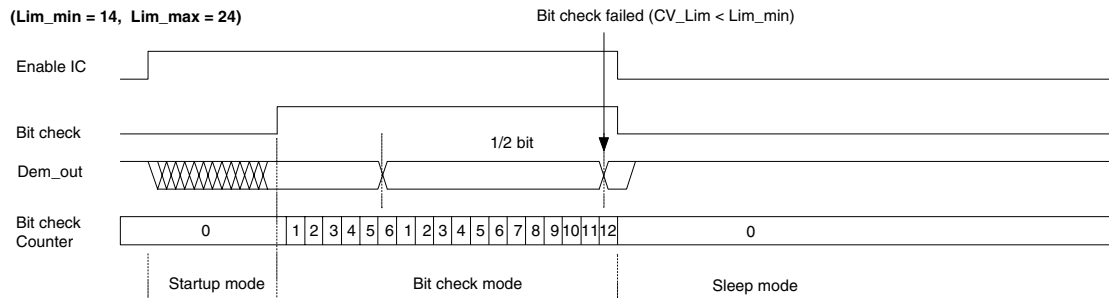 (Lim_min = 14, Lim_max = 24)
Bit check failed (CV_Lim < Lim_min)
Enable IC
Bit check
1/2 bit
Dem_out
Bit check
Counter
0
1 2 3 4 5 6 1 2 3 4 5 6 7 8 9 10 11 12
0
Startup mode
Bit check mode
Sleep mode